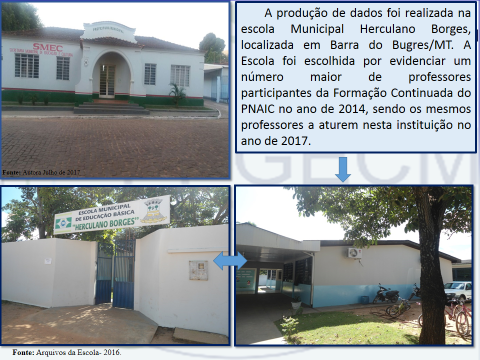 SMEC
A produção de dados foi realizada na
escola Municipal Herculano Borges,
localizada em Barra do Bugres/MT. A
Escola foi escolhida por evidenciar um
número maior de professores
participantes da Formação Continuada do
PNAIC no ano de 2014, sendo os mesmos
professores a aturem nesta instituição no
ano de 2017.
Fonte: Autora Julho de 2017.
ESCOLA MUNICIPAL
DE EDUCAÇÃO BÁSICA
"HERCULANO BORGES"
Fonte: Arquivos da Escola- 2016.